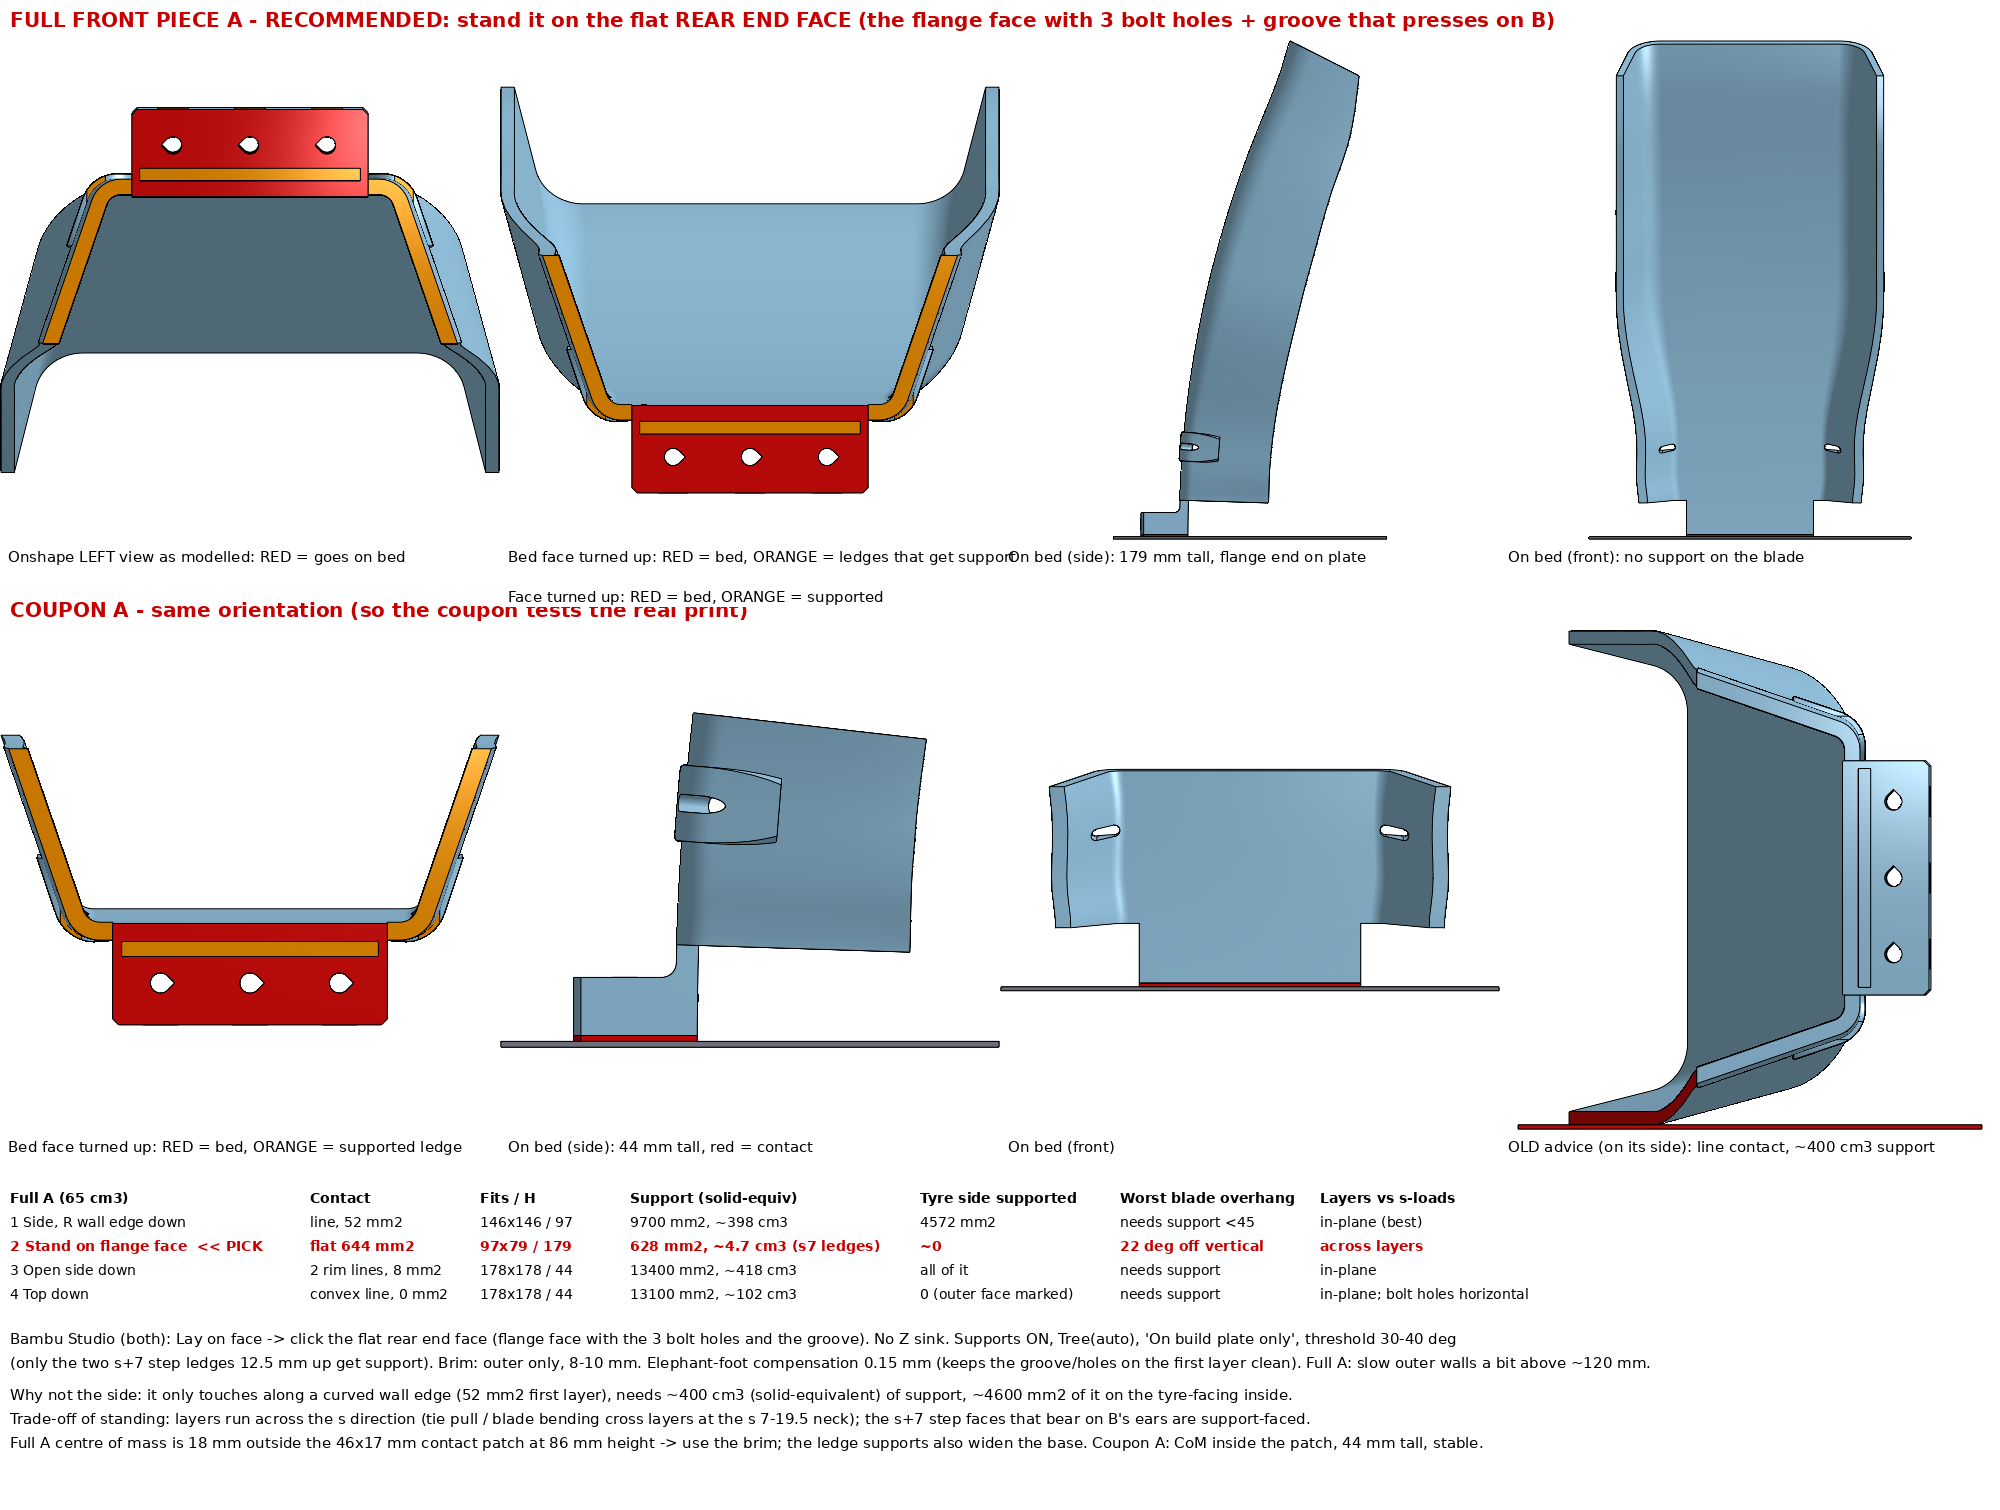 FULL FRONT PIECE A - RECOMMENDED: stand it on the flat REAR END FACE (the flange face with 3 bolt holes + groove that presses on B)
Onshape LEFT view as modelled: RED = goes on bed
Bed face turned up: RED = bed, ORANGE = ledges that get support
On bed (side): 179 mm tall, flange end on plate
On bed (front): no support on the blade
Face turned up: RED = bed, ORANGE = supported
COUPON A - same orientation (so the coupon tests the real print)
Bed face turned up: RED = bed, ORANGE = supported ledge
On bed (side): 44 mm tall, red = contact
On bed (front)
OLD advice (on its side): line contact, ~400 cm3 support
Full A (65 cm3) Contact Fits / H Support (solid-equiv) Tyre side supported Worst blade overhang Layers vs s-loads
1 Side, R wall edge down line, 52 mm2 146x146 / 97 9700 mm2, ~398 cm3 4572 mm2 needs support <45 in-plane (best)
2 Stand on flange face << PICK flat 644 mm2 97x79 / 179 628 mm2, ~4.7 cm3 (s7 ledges) ~0 22 deg off vertical across layers
3 Open side down 2 rim lines, 8 mm2 178x178 / 44 13400 mm2, ~418 cm3 all of it needs support in-plane
4 Top down convex line, 0 mm2 178x178 / 44 13100 mm2, ~102 cm3 0 (outer face marked) needs support in-plane; bolt holes horizontal
Bambu Studio (both): Lay on face -> click the flat rear end face (flange face with the 3 bolt holes and the groove). No Z sink. Supports ON, Tree(auto), 'On build plate only', threshold 30-40 deg
(only the two s+7 step ledges 12.5 mm up get support). Brim: outer only, 8-10 mm. Elephant-foot compensation 0.15 mm (keeps the groove/holes on the first layer clean). Full A: slow outer walls a bit above ~120 mm.
Why not the side: it only touches along a curved wall edge (52 mm2 first layer), needs ~400 cm3 (solid-equivalent) of support, ~4600 mm2 of it on the tyre-facing inside.
Trade-off of standing: layers run across the s direction (tie pull / blade bending cross layers at the s 7-19.5 neck); the s+7 step faces that bear on B's ears are support-faced.
Full A centre of mass is 18 mm outside the 46x17 mm contact patch at 86 mm height -> use the brim; the ledge supports also widen the base. Coupon A: CoM inside the patch, 44 mm tall, stable.